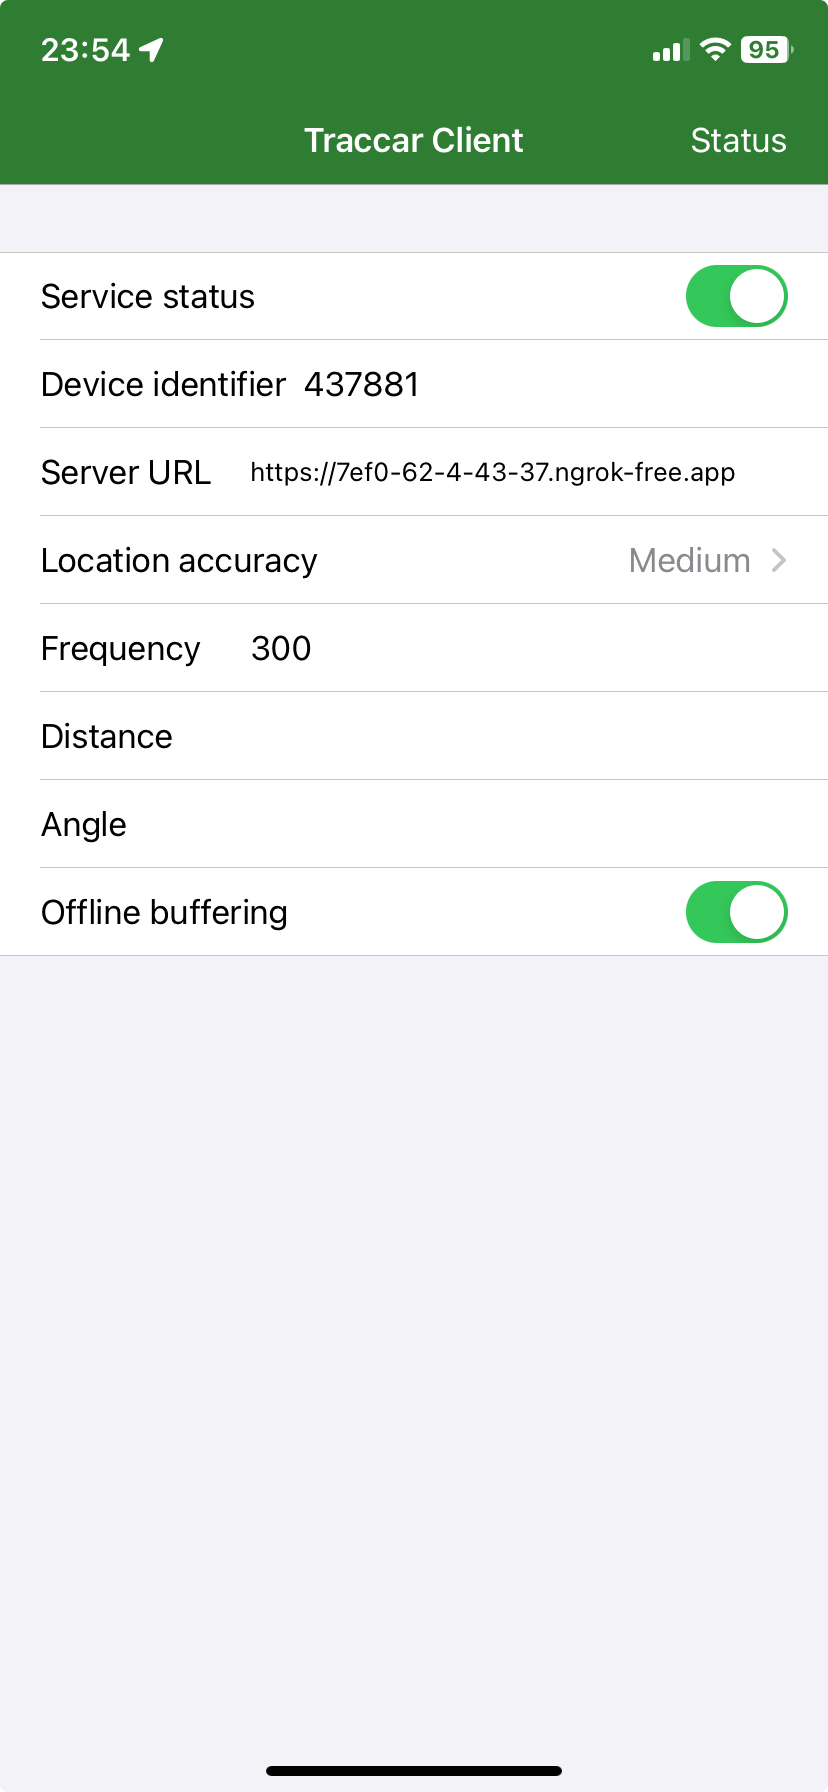 23:54 95
Traccar Client Status
Service status
Device identifier 437881
Server URL https://7ef0-62-4-43-37.ngrok-free.app
Location accuracy Medium
Frequency 300
Distance
Angle
Offline buffering